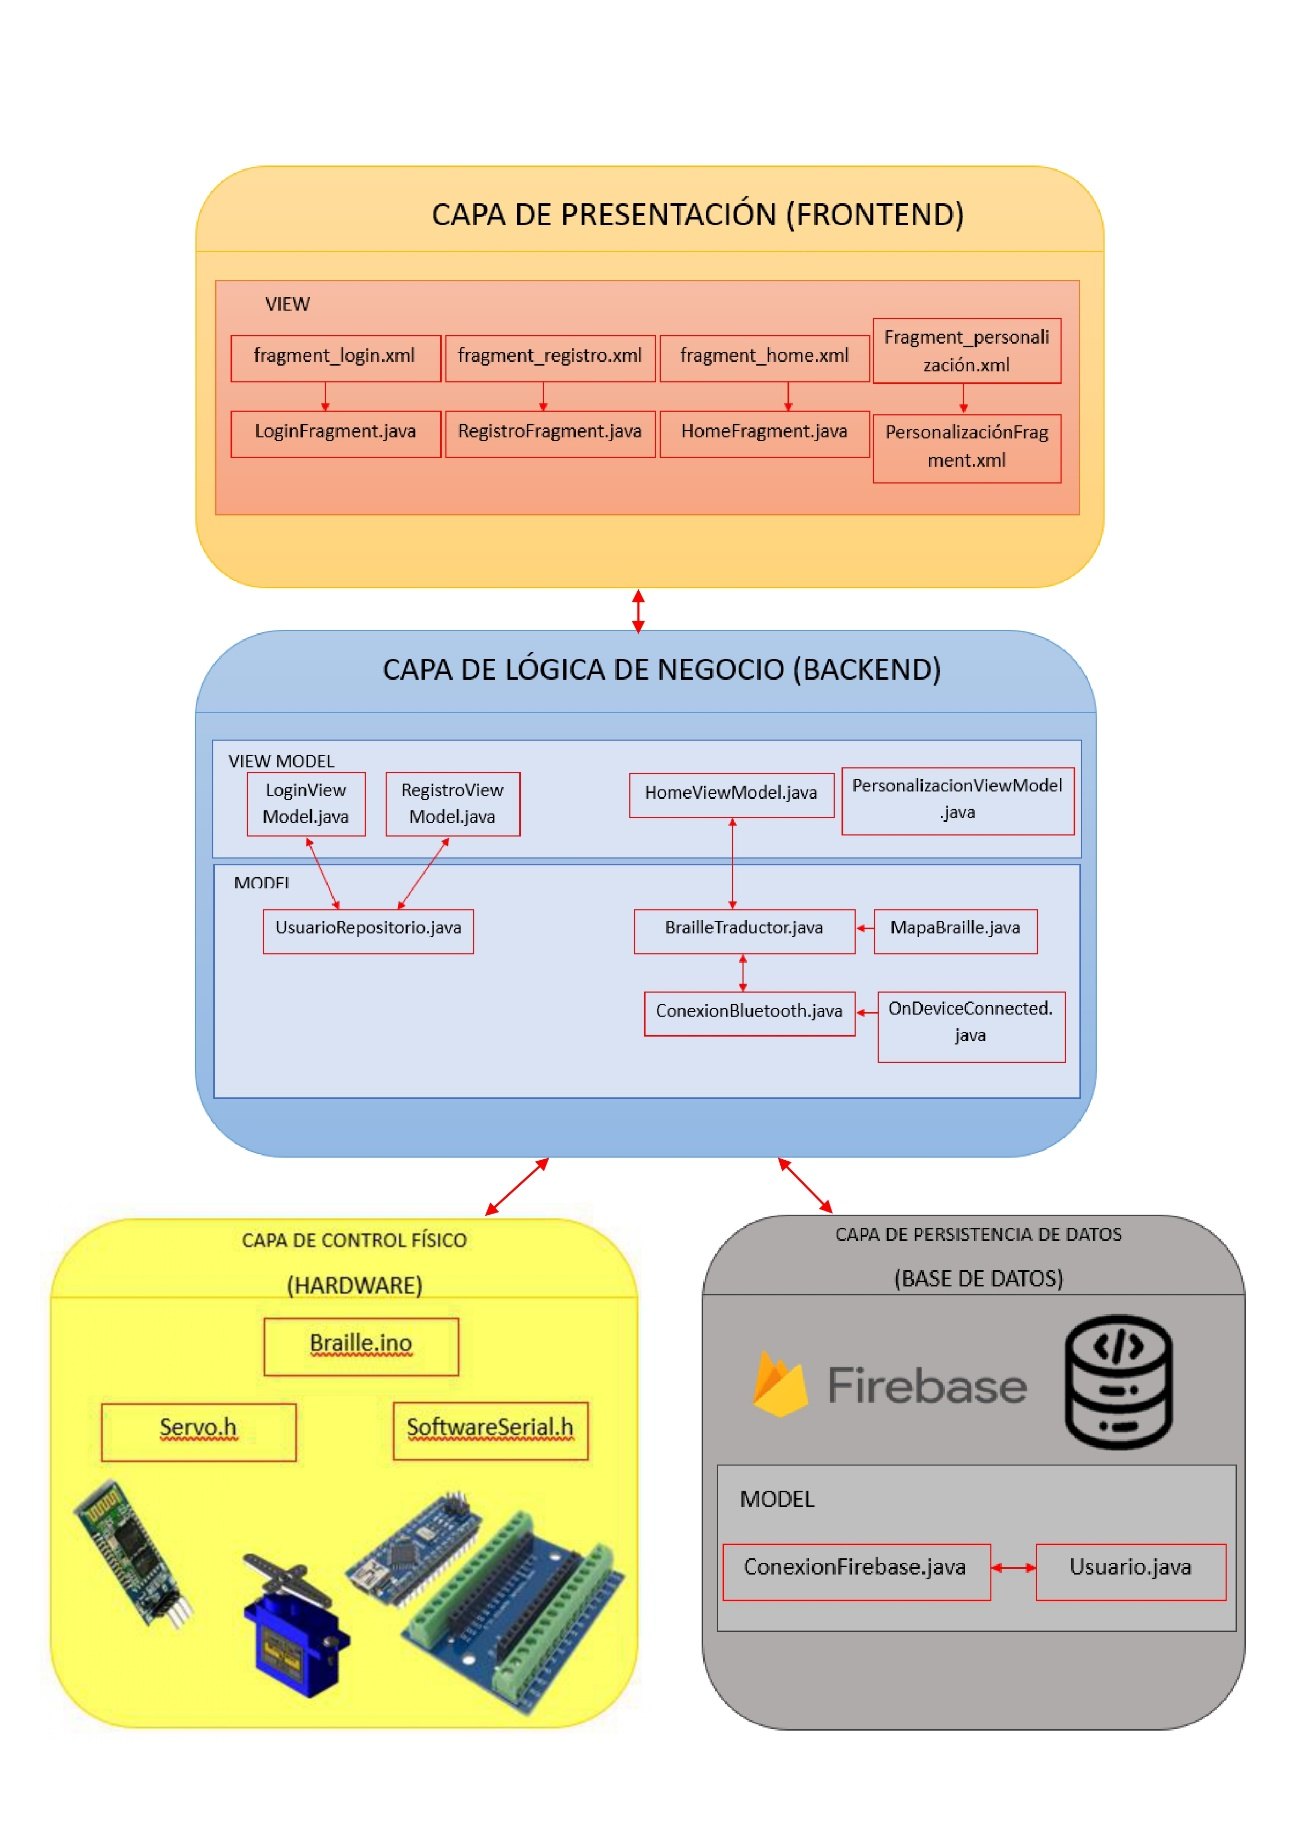 CAPA DE PRESENTACIÓN (FRONTEND)
VIEW
fragment_login.xml
fragment_registro.xml
fragment_home.xml
Fragment_personali
zación.xml
LoginFragment.java
RegistroFragment.java
HomeFragment.java
PersonalizaciónFrag
ment.xml
CAPA DE LÓGICA DE NEGOCIO (BACKEND)
VIEW MODEL
LoginView
Model.java
RegistroView
Model.java
HomeViewModel.java
PersonalizacionViewModel
.java
MODEL
UsuarioRepositorio.java
BrailleTraductor.java
MapaBraille.java
ConexionBluetooth.java
OnDeviceConnected.
java
CAPA DE CONTROL FÍSICO
(HARDWARE)
Braille.ino
Servo.h
SoftwareSerial.h
CAPA DE PERSISTENCIA DE DATOS
(BASE DE DATOS)
Firebase
MODEL
ConexionFirebase.java
Usuario.java